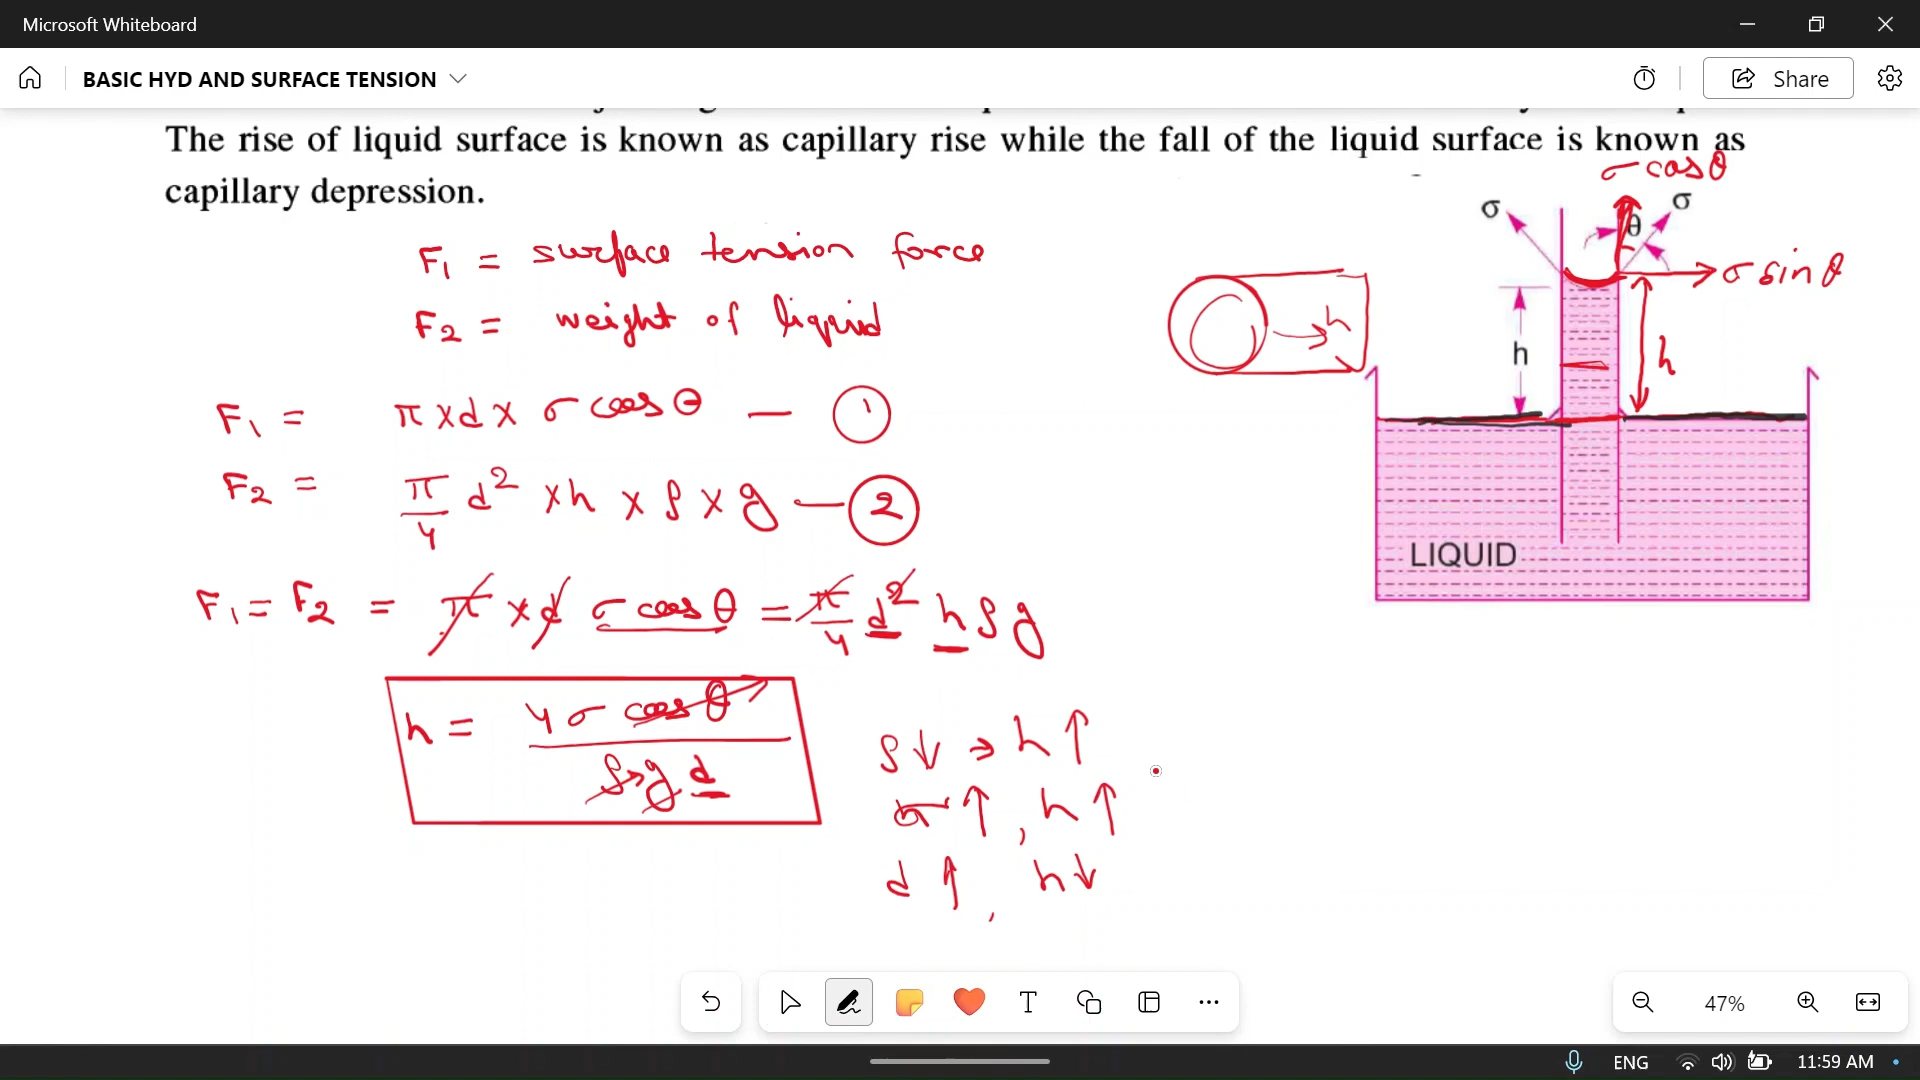 Microsoft Whiteboard
BASIC HYD AND SURFACE TENSION
Share
The rise of liquid surface is known as capillary rise while the fall of the liquid surface is known as
capillary depression.
σ cos θ
σ
θ
σ
σ sin θ
h
h
h
LIQUID
F1 = surface tension force
F2 = weight of liquid
F1 = π x d x σ cos θ — 1
F2 = π/4 d² x h x ρ x g — 2
F1 = F2 = π x d σ cos θ = π/4 d² h ρ g
h = 4 σ cos θ / ρ x g d
ρ ↓ → h ↑
σ ↑ , h ↑
d ↑ , h ↓
47%
ENG
11:59 AM